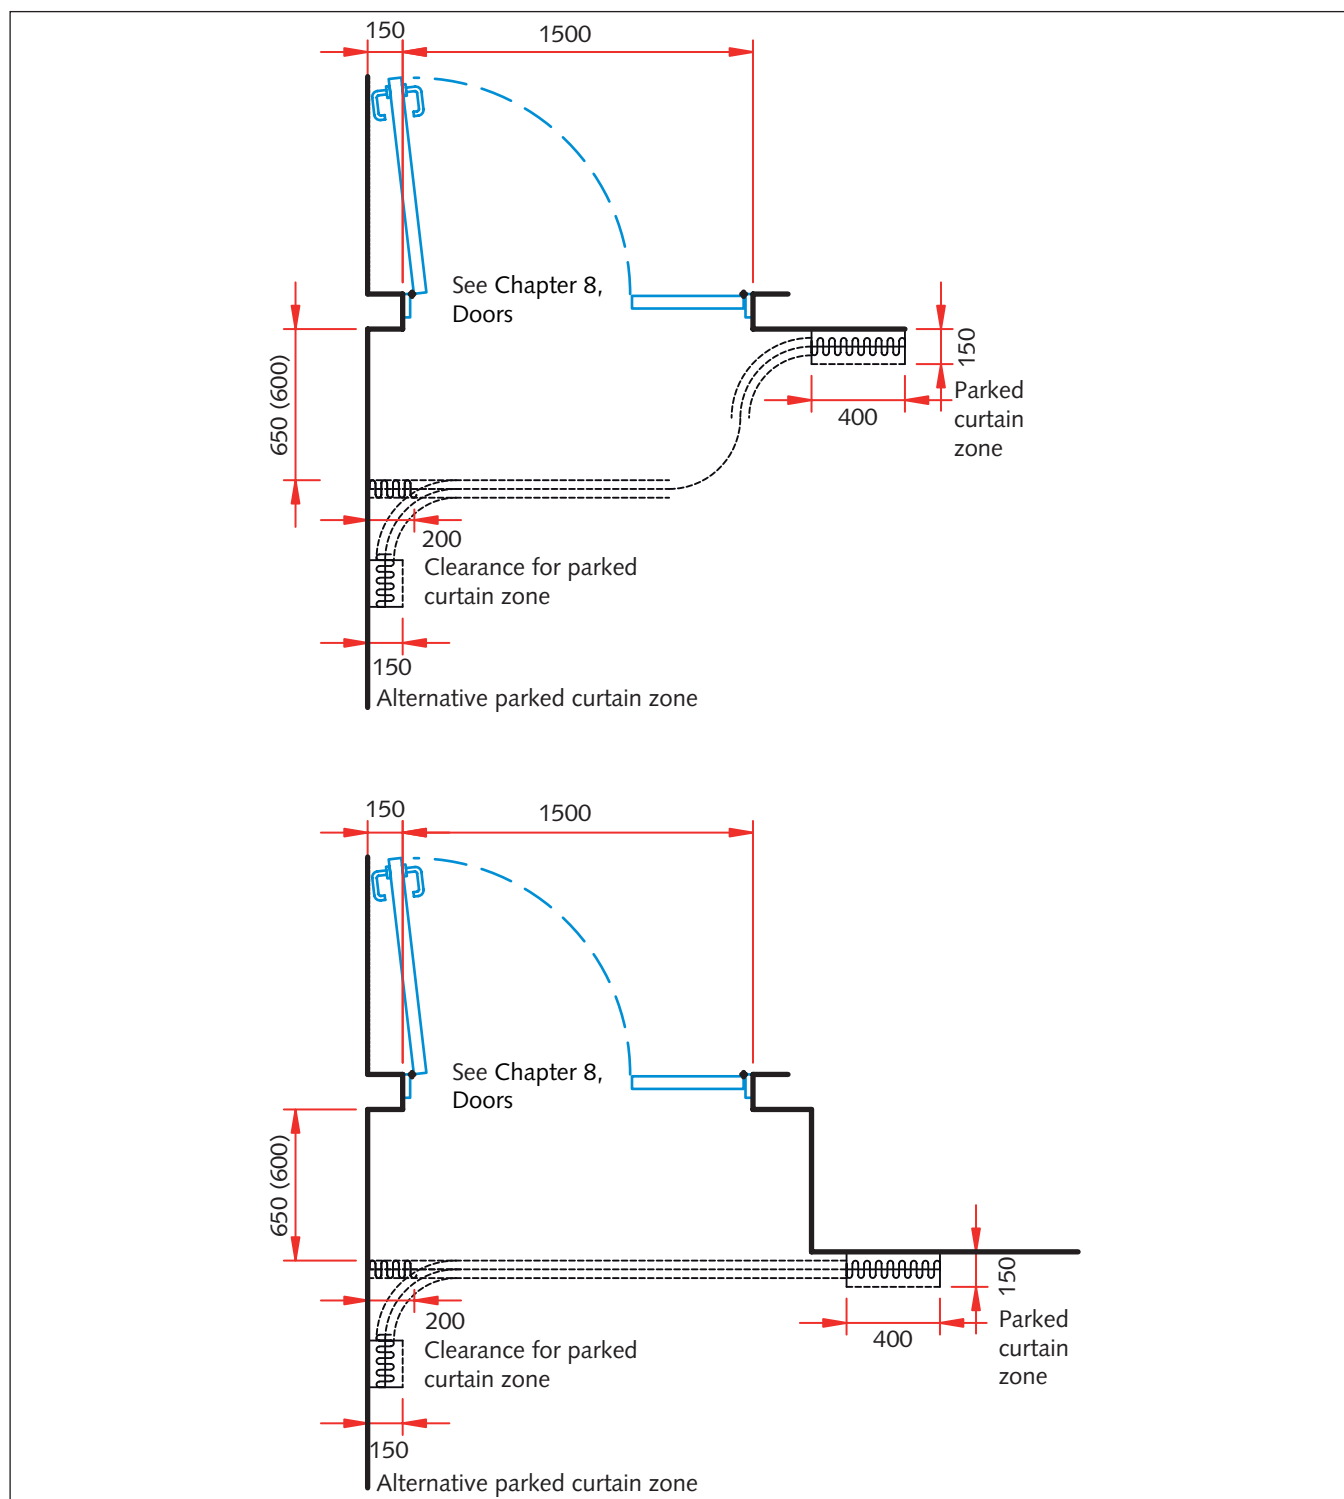 150
1500
See Chapter 8,
Doors
650 (600)
150
Parked
curtain
zone
400
200
Clearance for parked
curtain zone
150
Alternative parked curtain zone
150
1500
See Chapter 8,
Doors
650 (600)
150
Parked
curtain
zone
400
200
Clearance for parked
curtain zone
150
Alternative parked curtain zone